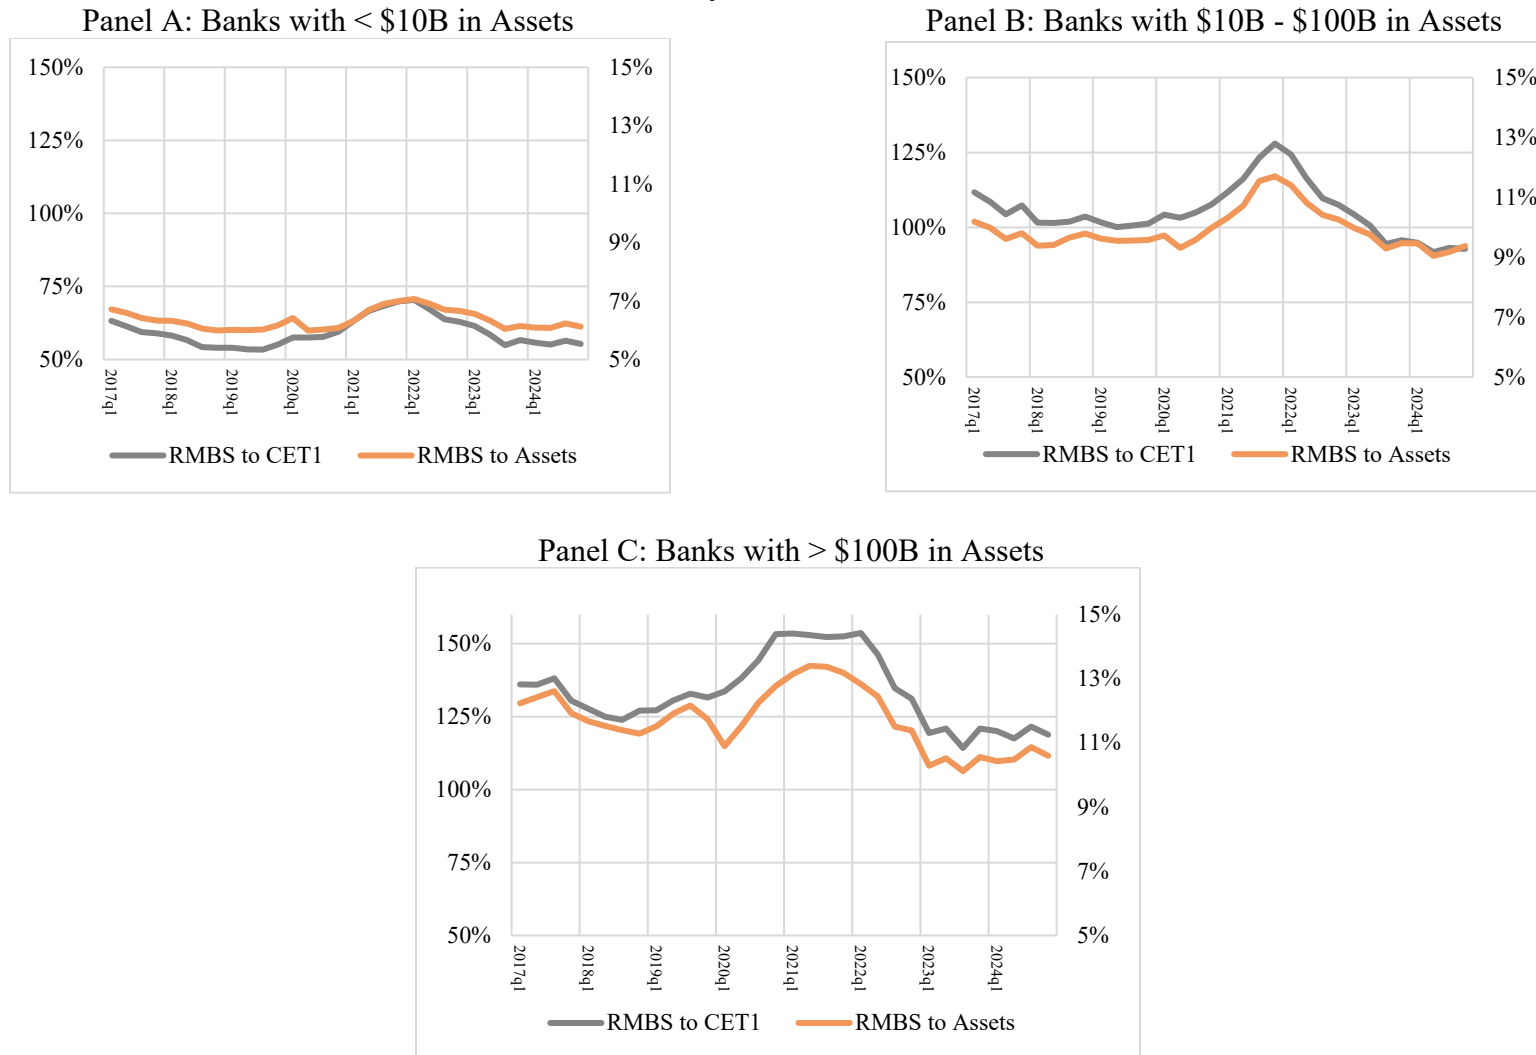 Panel A: Banks with < $10B in Assets
150%
125%
100%
75%
50%
15%
13%
11%
9%
7%
5%
2017q1
2018q1
2019q1
2020q1
2021q1
2022q1
2023q1
2024q1
RMBS to CET1
RMBS to Assets
Panel B: Banks with $10B - $100B in Assets
150%
125%
100%
75%
50%
15%
13%
11%
9%
7%
5%
2017q1
2018q1
2019q1
2020q1
2021q1
2022q1
2023q1
2024q1
RMBS to CET1
RMBS to Assets
Panel C: Banks with > $100B in Assets
150%
125%
100%
75%
50%
15%
13%
11%
9%
7%
5%
2017q1
2018q1
2019q1
2020q1
2021q1
2022q1
2023q1
2024q1
RMBS to CET1
RMBS to Assets